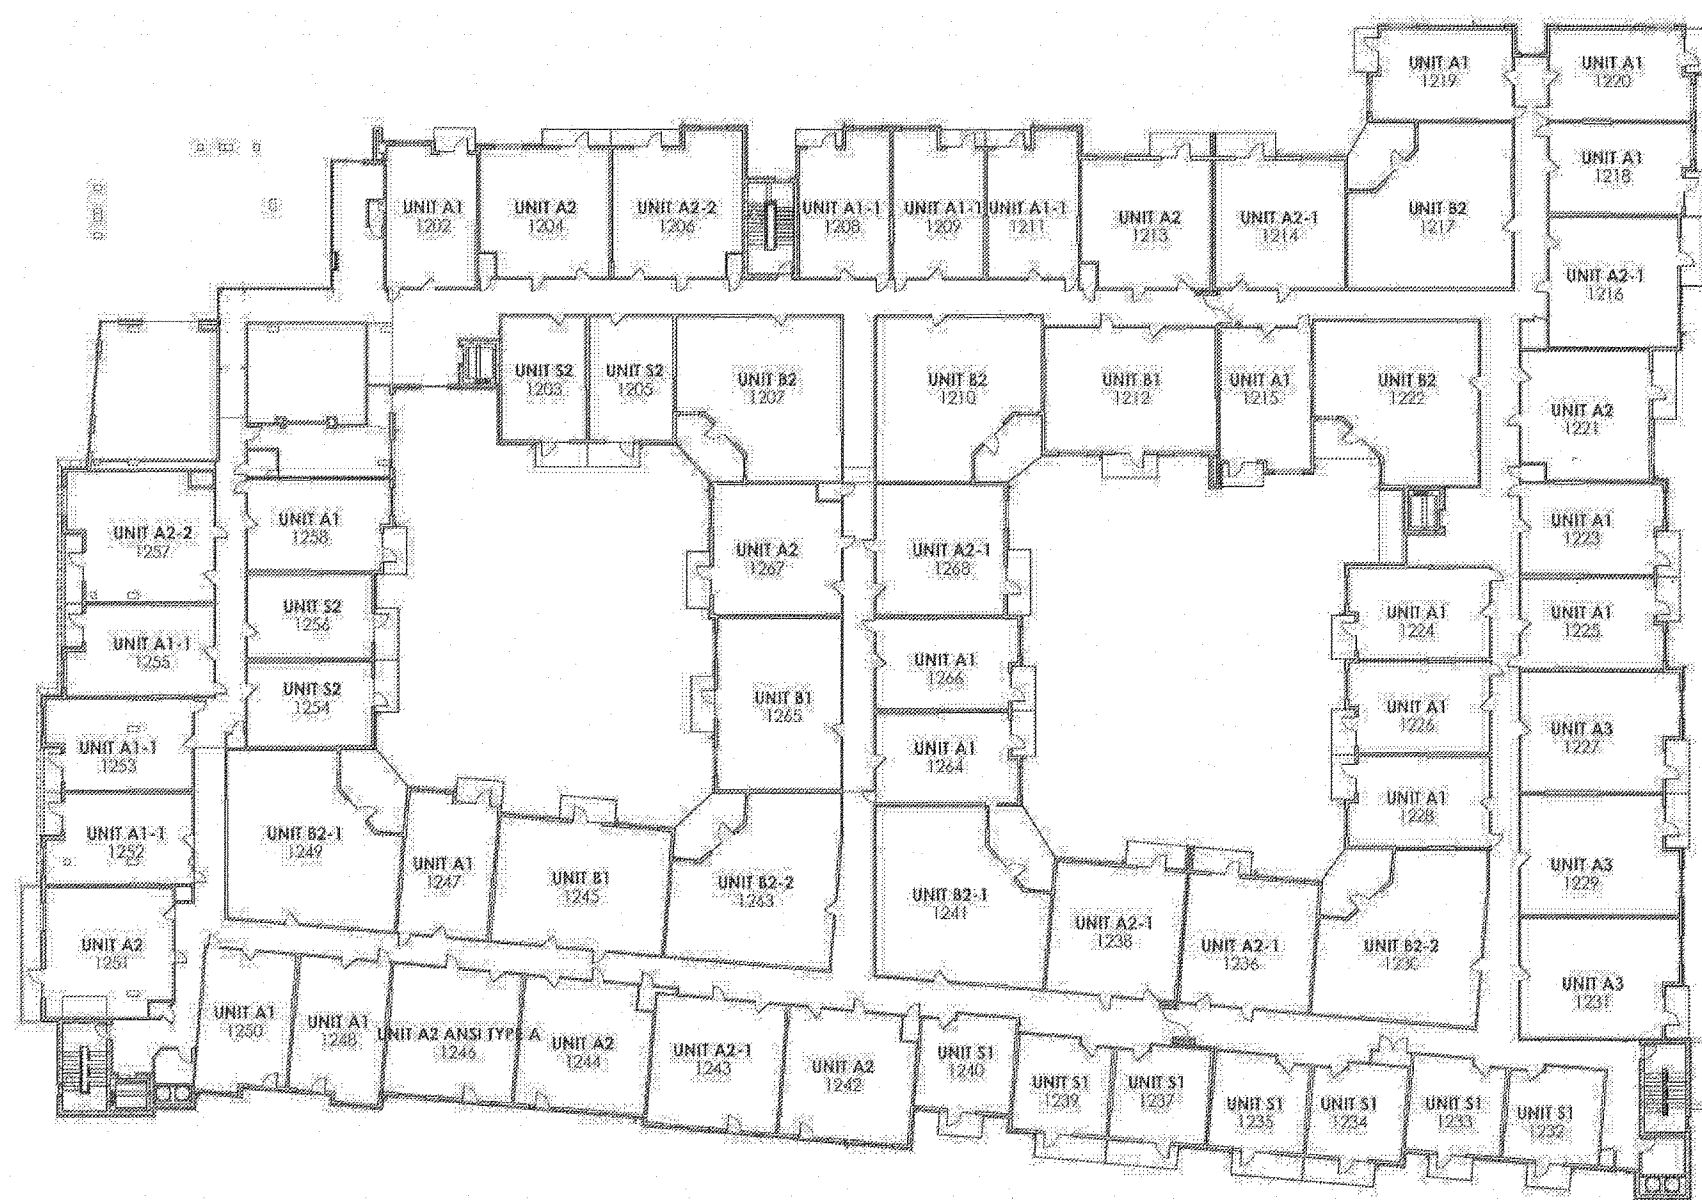 UNIT A1
1219
UNIT A1
1220
UNIT A1
1218
UNIT A1
1202
UNIT A2
1204
UNIT A2-2
1206
UNIT A1-1
1208
UNIT A1-1
1209
UNIT A1-1
1211
UNIT A2
1213
UNIT A2-1
1214
UNIT B2
1217
UNIT A2-1
1216
UNIT S2
1203
UNIT S2
1205
UNIT B2
1207
UNIT B2
1210
UNIT B1
1212
UNIT A1
1215
UNIT B2
1222
UNIT A2
1221
UNIT A2-2
1257
UNIT A1
1258
UNIT A2
1267
UNIT A2-1
1268
UNIT A1
1223
UNIT S2
1256
UNIT A1
1224
UNIT A1
1225
UNIT A1-1
1255
UNIT S2
1254
UNIT B1
1265
UNIT A1
1266
UNIT A1
1226
UNIT A3
1227
UNIT A1-1
1253
UNIT A1
1264
UNIT A1
1228
UNIT A1-1
1252
UNIT B2-1
1249
UNIT A1
1247
UNIT B1
1245
UNIT B2-2
1263
UNIT B2-1
1241
UNIT A2-1
1238
UNIT A2-1
1236
UNIT B2-2
1230
UNIT A3
1229
UNIT A2
1251
UNIT A3
1231
UNIT A1
1250
UNIT A1
1248
UNIT A2 ANSI TYPE A
1246
UNIT A2
1244
UNIT A2-1
1243
UNIT A2
1242
UNIT S1
1240
UNIT S1
1239
UNIT S1
1237
UNIT S1
1235
UNIT S1
1234
UNIT S1
1233
UNIT S1
1232